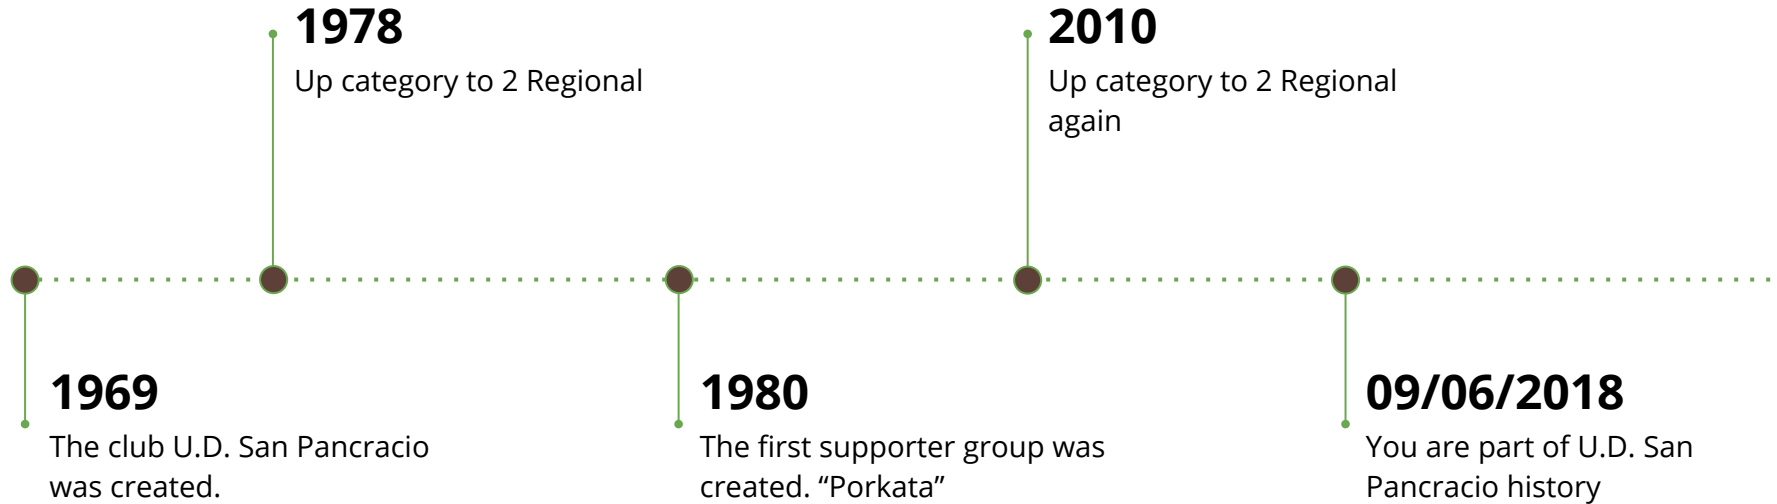 1978
Up category to 2 Regional
2010
Up category to 2 Regional
again
1969
The club U.D. San Pancracio
was created.
1980
The first supporter group was
created. “Porkata”
09/06/2018
You are part of U.D. San
Pancracio history